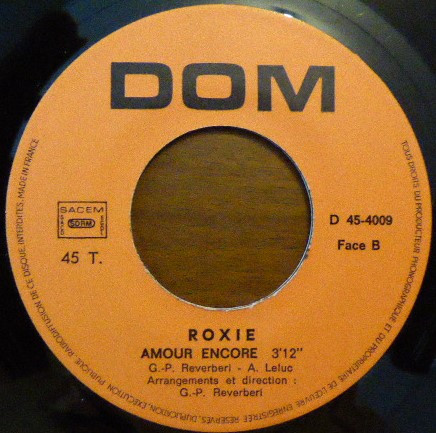 DOM
SACEM
SDRM
45 T.
D 45-4009
Face B
ROXIE
AMOUR ENCORE 3'12"
G.-P. Reverberi - A. Leluc
Arrangements et direction :
G.-P. Reverberi
TOUS DROITS DU PRODUCTEUR PHONOGRAPHIQUE ET DU PROPRIETAIRE DE L'ŒUVRE ENREGISTREE RESERVES. DUPLICATION, EXECUTION PUBLIQUE, RADIODIFFUSION DE CE DISQUE INTERDITES. MADE IN FRANCE